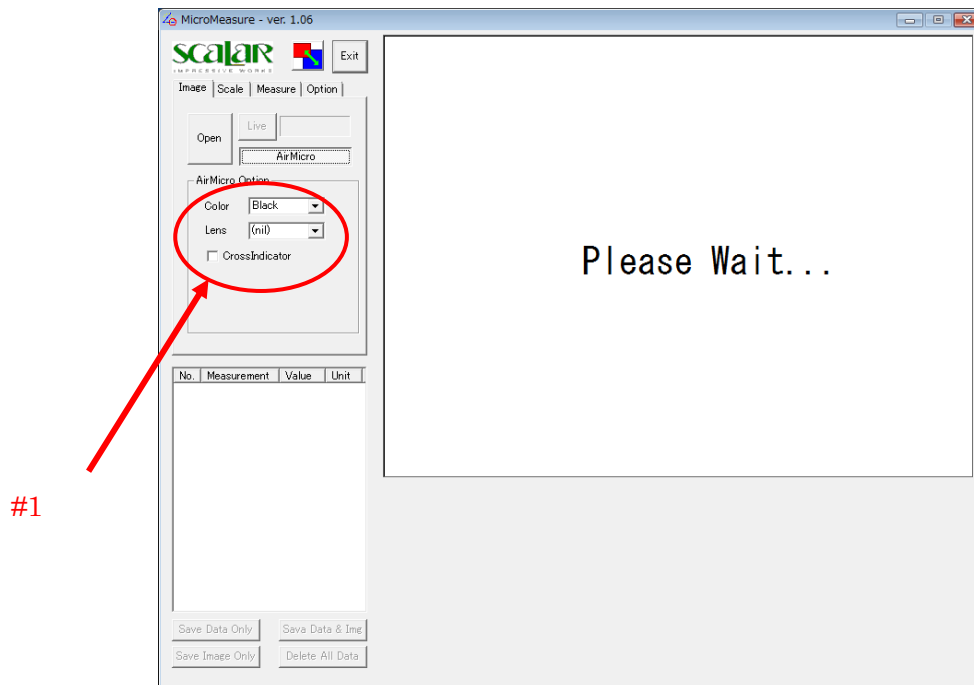 MicroMeasure - ver. 1.06
scalar
IMPRESSIVE WORKS
Exit
Image Scale Measure Option
Open
Live
AirMicro
AirMicro Option
Color Black
Lens (nil)
CrossIndicator
Please Wait...
No. Measurement Value Unit
#1
Save Data Only Sava Data & Img
Save Image Only Delete All Data